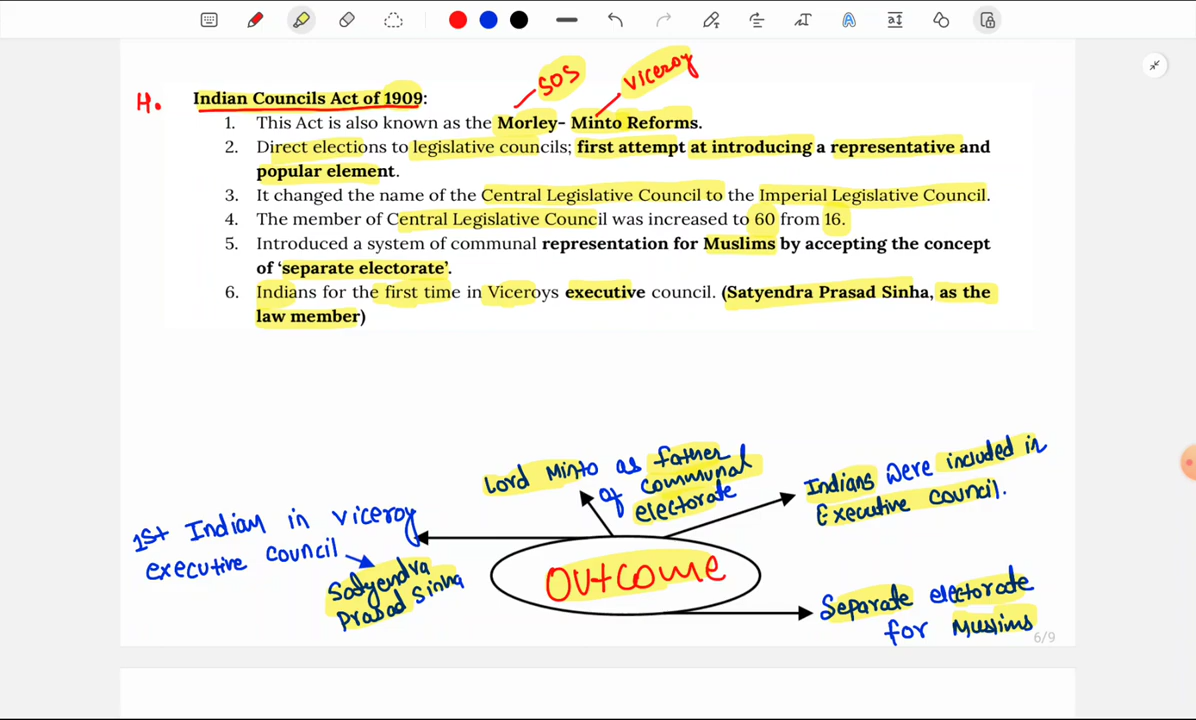 SOS
Viceroy
H. Indian Councils Act of 1909:
1. This Act is also known as the Morley- Minto Reforms.
2. Direct elections to legislative councils; first attempt at introducing a representative and
popular element.
3. It changed the name of the Central Legislative Council to the Imperial Legislative Council.
4. The member of Central Legislative Council was increased to 60 from 16.
5. Introduced a system of communal representation for Muslims by accepting the concept
of ‘separate electorate’.
6. Indians for the first time in Viceroys executive council. (Satyendra Prasad Sinha, as the
law member)
Lord Minto as father
of communal
electorate
Indians were included in
Executive council.
1st Indian in viceroy
executive council
Satyendra
Prasad Sinha
OUTCOME
Separate electorate
for Muslims
6/9